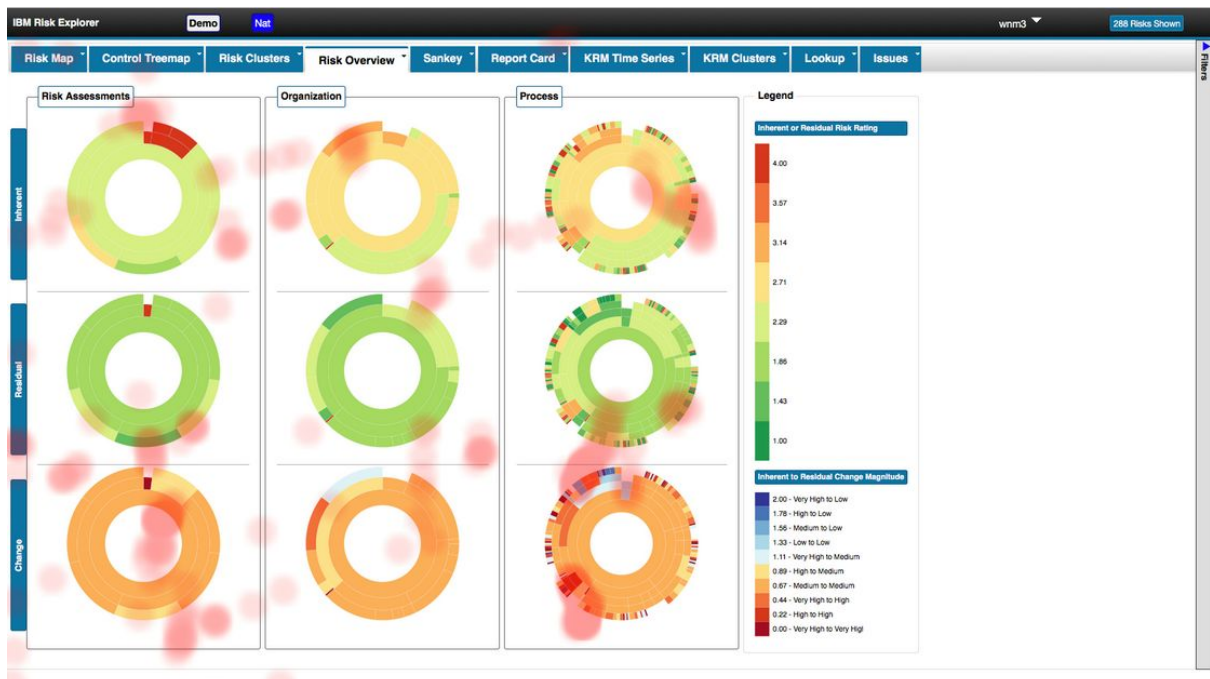 IBM Risk Explorer
Demo
Nat
wnm3
288 Risks Shown
Risk Map
Control Treemap
Risk Clusters
Risk Overview
Sankey
Report Card
KRM Time Series
KRM Clusters
Lookup
Issues
Filters
Risk Assessments
Organization
Process
Legend
Inherent
Residual
Change
Inherent or Residual Risk Rating
4.00
3.57
3.14
2.71
2.29
1.86
1.43
1.00
Inherent to Residual Change Magnitude
2.00 - Very High to Low
1.78 - High to Low
1.56 - Medium to Low
1.33 - Low to Low
1.11 - Very High to Medium
0.89 - High to Medium
0.67 - Medium to Medium
0.44 - Very High to High
0.22 - High to High
0.00 - Very High to Very Higl